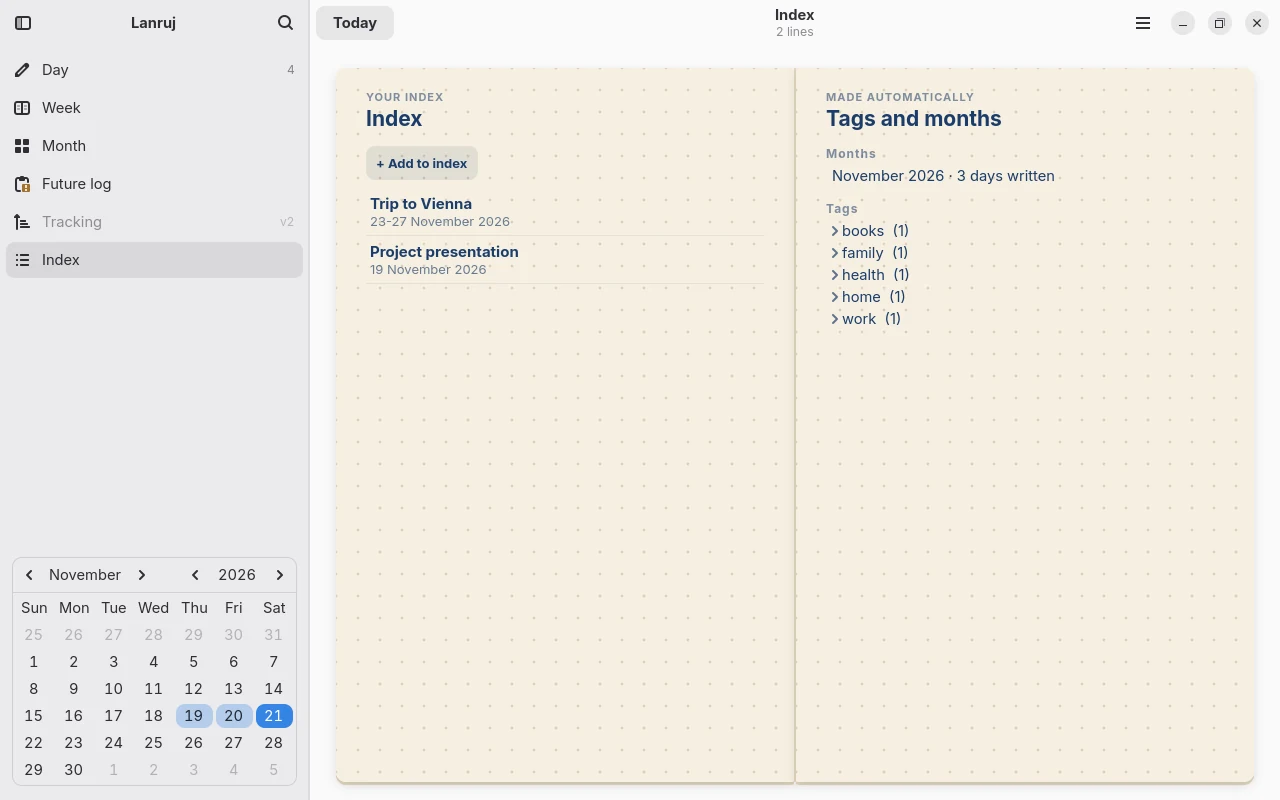 Lanruj
Day 4
Week
Month
Future log
Tracking v2
Index
November 2026
Sun Mon Tue Wed Thu Fri Sat
25 26 27 28 29 30 31
1 2 3 4 5 6 7
8 9 10 11 12 13 14
15 16 17 18 19 20 21
22 23 24 25 26 27 28
29 30 1 2 3 4 5
Today
Index
2 lines
YOUR INDEX
Index
+ Add to index
Trip to Vienna
23-27 November 2026
Project presentation
19 November 2026
MADE AUTOMATICALLY
Tags and months
Months
November 2026 · 3 days written
Tags
books (1)
family (1)
health (1)
home (1)
work (1)